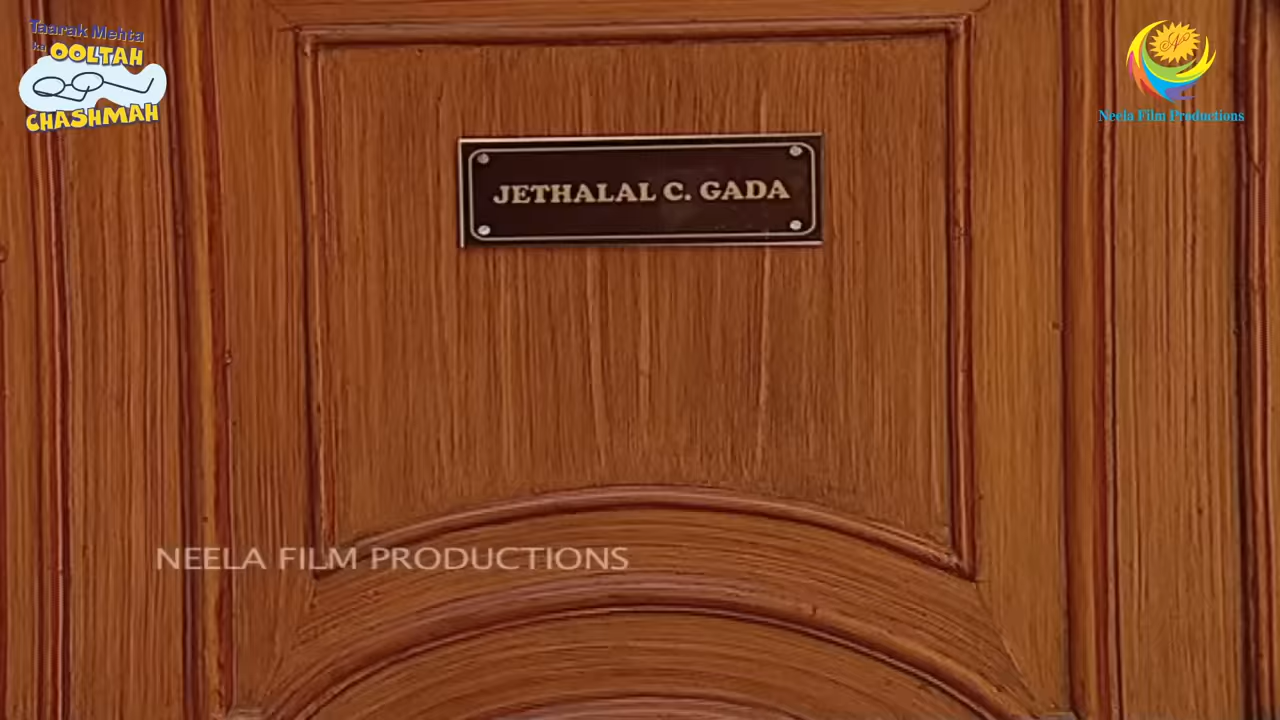 Taarak Mehta
ka OOLTAH
CHASHMAH
Neela Film Productions
JETHALAL C. GADA
NEELA FILM PRODUCTIONS